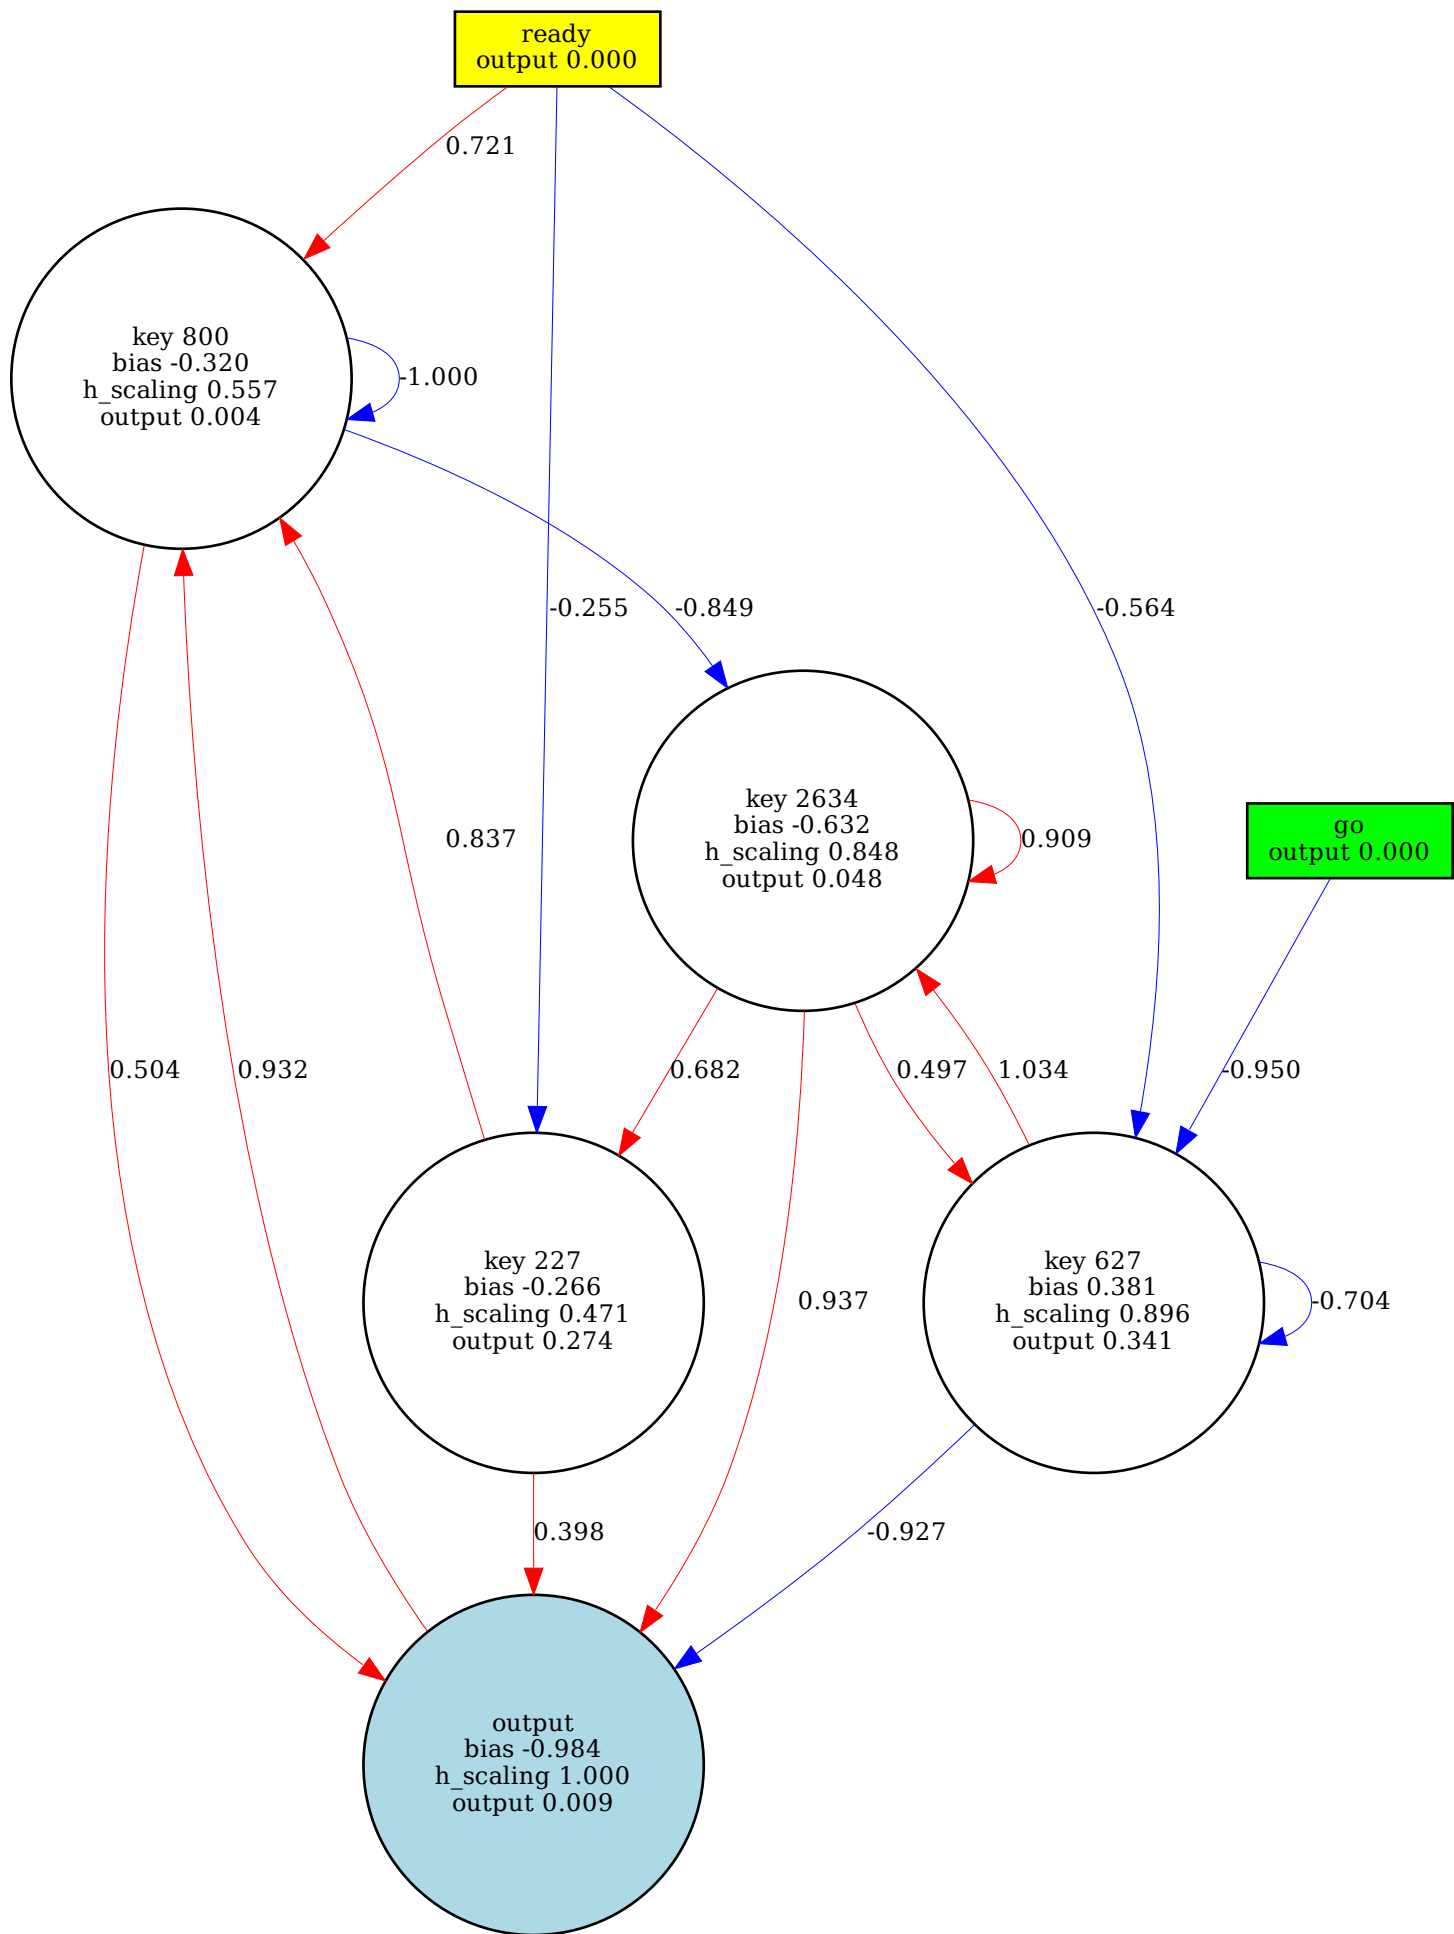 ready
output 0.000
0.721
key 800
bias -0.320
h_scaling 0.557
output 0.004
-1.000
-0.255
-0.849
-0.564
key 2634
bias -0.632
h_scaling 0.848
output 0.048
0.909
go
output 0.000
0.837
0.504
0.932
0.682
0.497
1.034
-0.950
key 227
bias -0.266
h_scaling 0.471
output 0.274
0.937
key 627
bias 0.381
h_scaling 0.896
output 0.341
-0.704
0.398
-0.927
output
bias -0.984
h_scaling 1.000
output 0.009